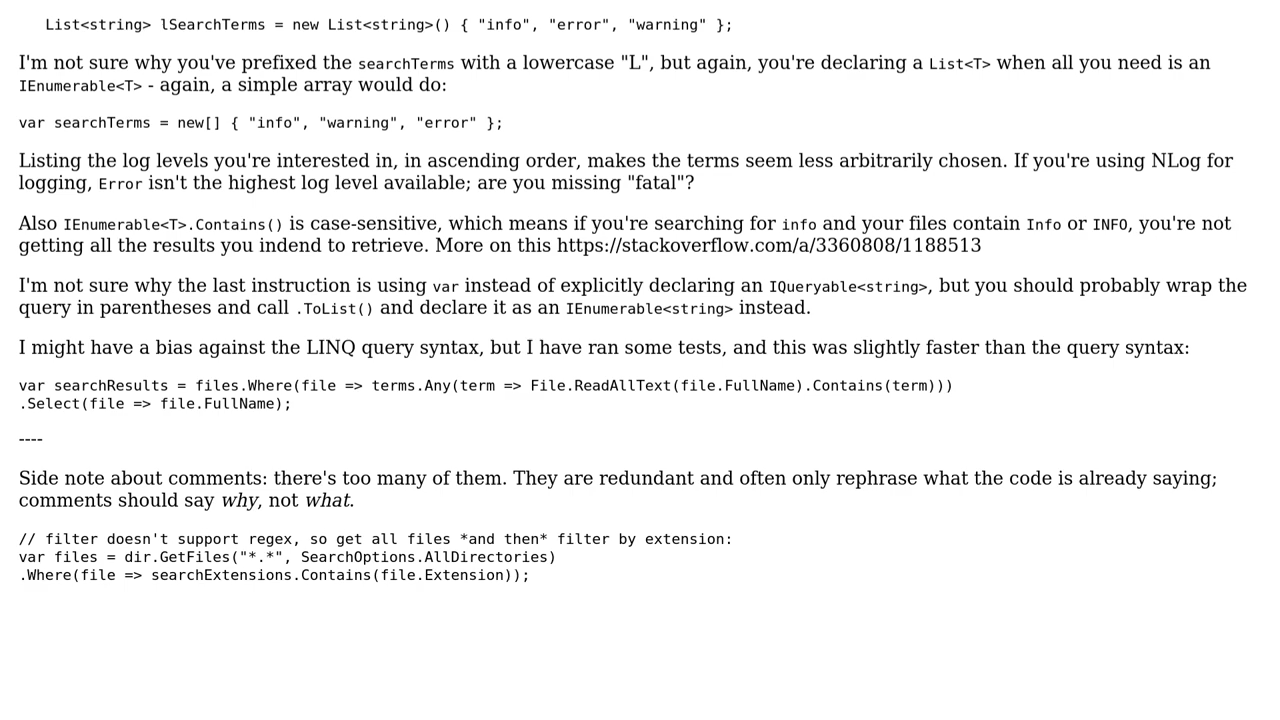 List<string> lSearchTerms = new List<string>() { "info", "error", "warning" };
I'm not sure why you've prefixed the searchTerms with a lowercase "L", but again, you're declaring a List<T> when all you need is an
IEnumerable<T> - again, a simple array would do:
var searchTerms = new[] { "info", "warning", "error" };
Listing the log levels you're interested in, in ascending order, makes the terms seem less arbitrarily chosen. If you're using NLog for
logging, Error isn't the highest log level available; are you missing "fatal"?
Also IEnumerable<T>.Contains() is case-sensitive, which means if you're searching for info and your files contain Info or INFO, you're not
getting all the results you indend to retrieve. More on this https://stackoverflow.com/a/3360808/1188513
I'm not sure why the last instruction is using var instead of explicitly declaring an IQueryable<string>, but you should probably wrap the
query in parentheses and call .ToList() and declare it as an IEnumerable<string> instead.
I might have a bias against the LINQ query syntax, but I have ran some tests, and this was slightly faster than the query syntax:
var searchResults = files.Where(file => terms.Any(term => File.ReadAllText(file.FullName).Contains(term)))
.Select(file => file.FullName);
----
Side note about comments: there's too many of them. They are redundant and often only rephrase what the code is already saying;
comments should say why, not what.
// filter doesn't support regex, so get all files *and then* filter by extension:
var files = dir.GetFiles("*.*", SearchOptions.AllDirectories)
.Where(file => searchExtensions.Contains(file.Extension));